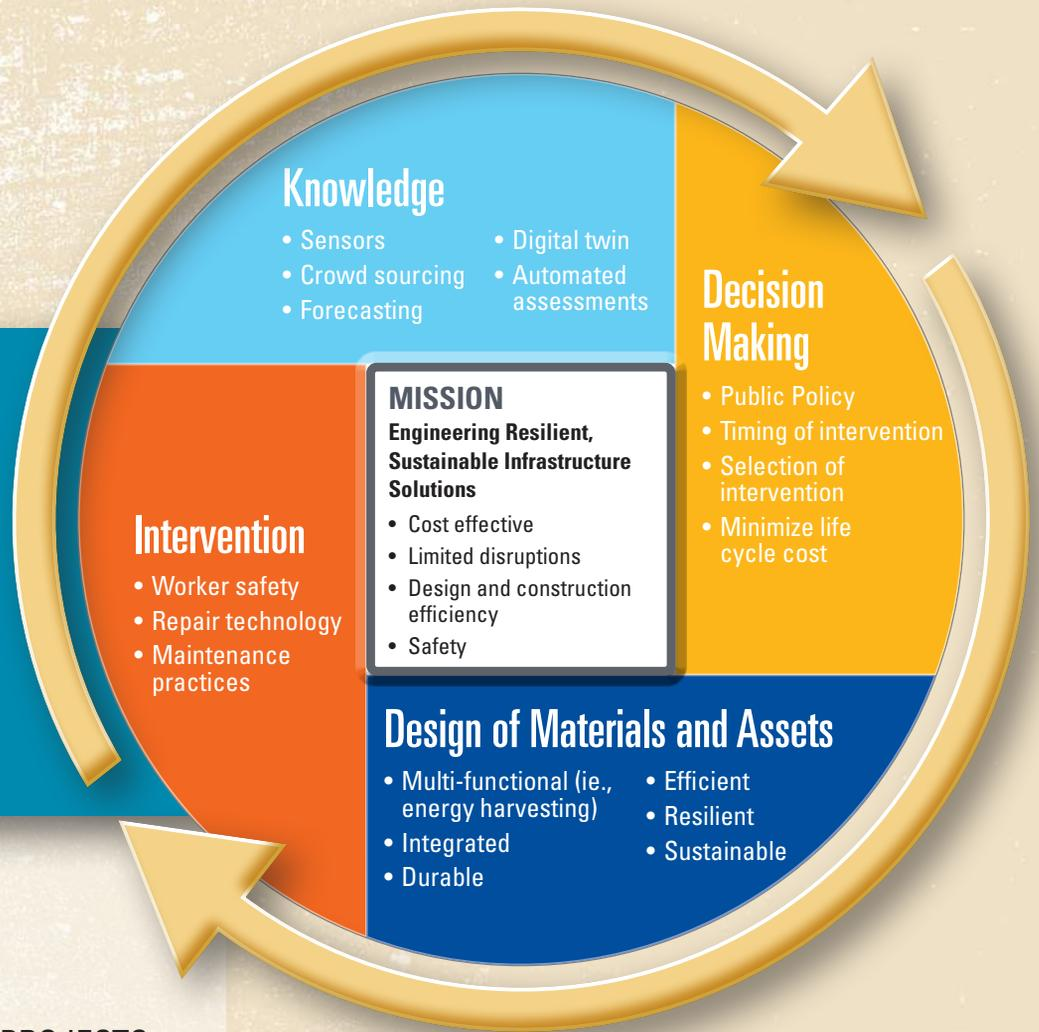 Knowledge
• Sensors
• Crowd sourcing
• Forecasting
• Digital twin
• Automated
assessments
Decision
Making
• Public Policy
• Timing of intervention
• Selection of
intervention
• Minimize life
cycle cost
MISSION
Engineering Resilient,
Sustainable Infrastructure
Solutions
• Cost effective
• Limited disruptions
• Design and construction
efficiency
• Safety
Intervention
• Worker safety
• Repair technology
• Maintenance
practices
Design of Materials and Assets
• Multi-functional (ie.,
energy harvesting)
• Integrated
• Durable
• Efficient
• Resilient
• Sustainable